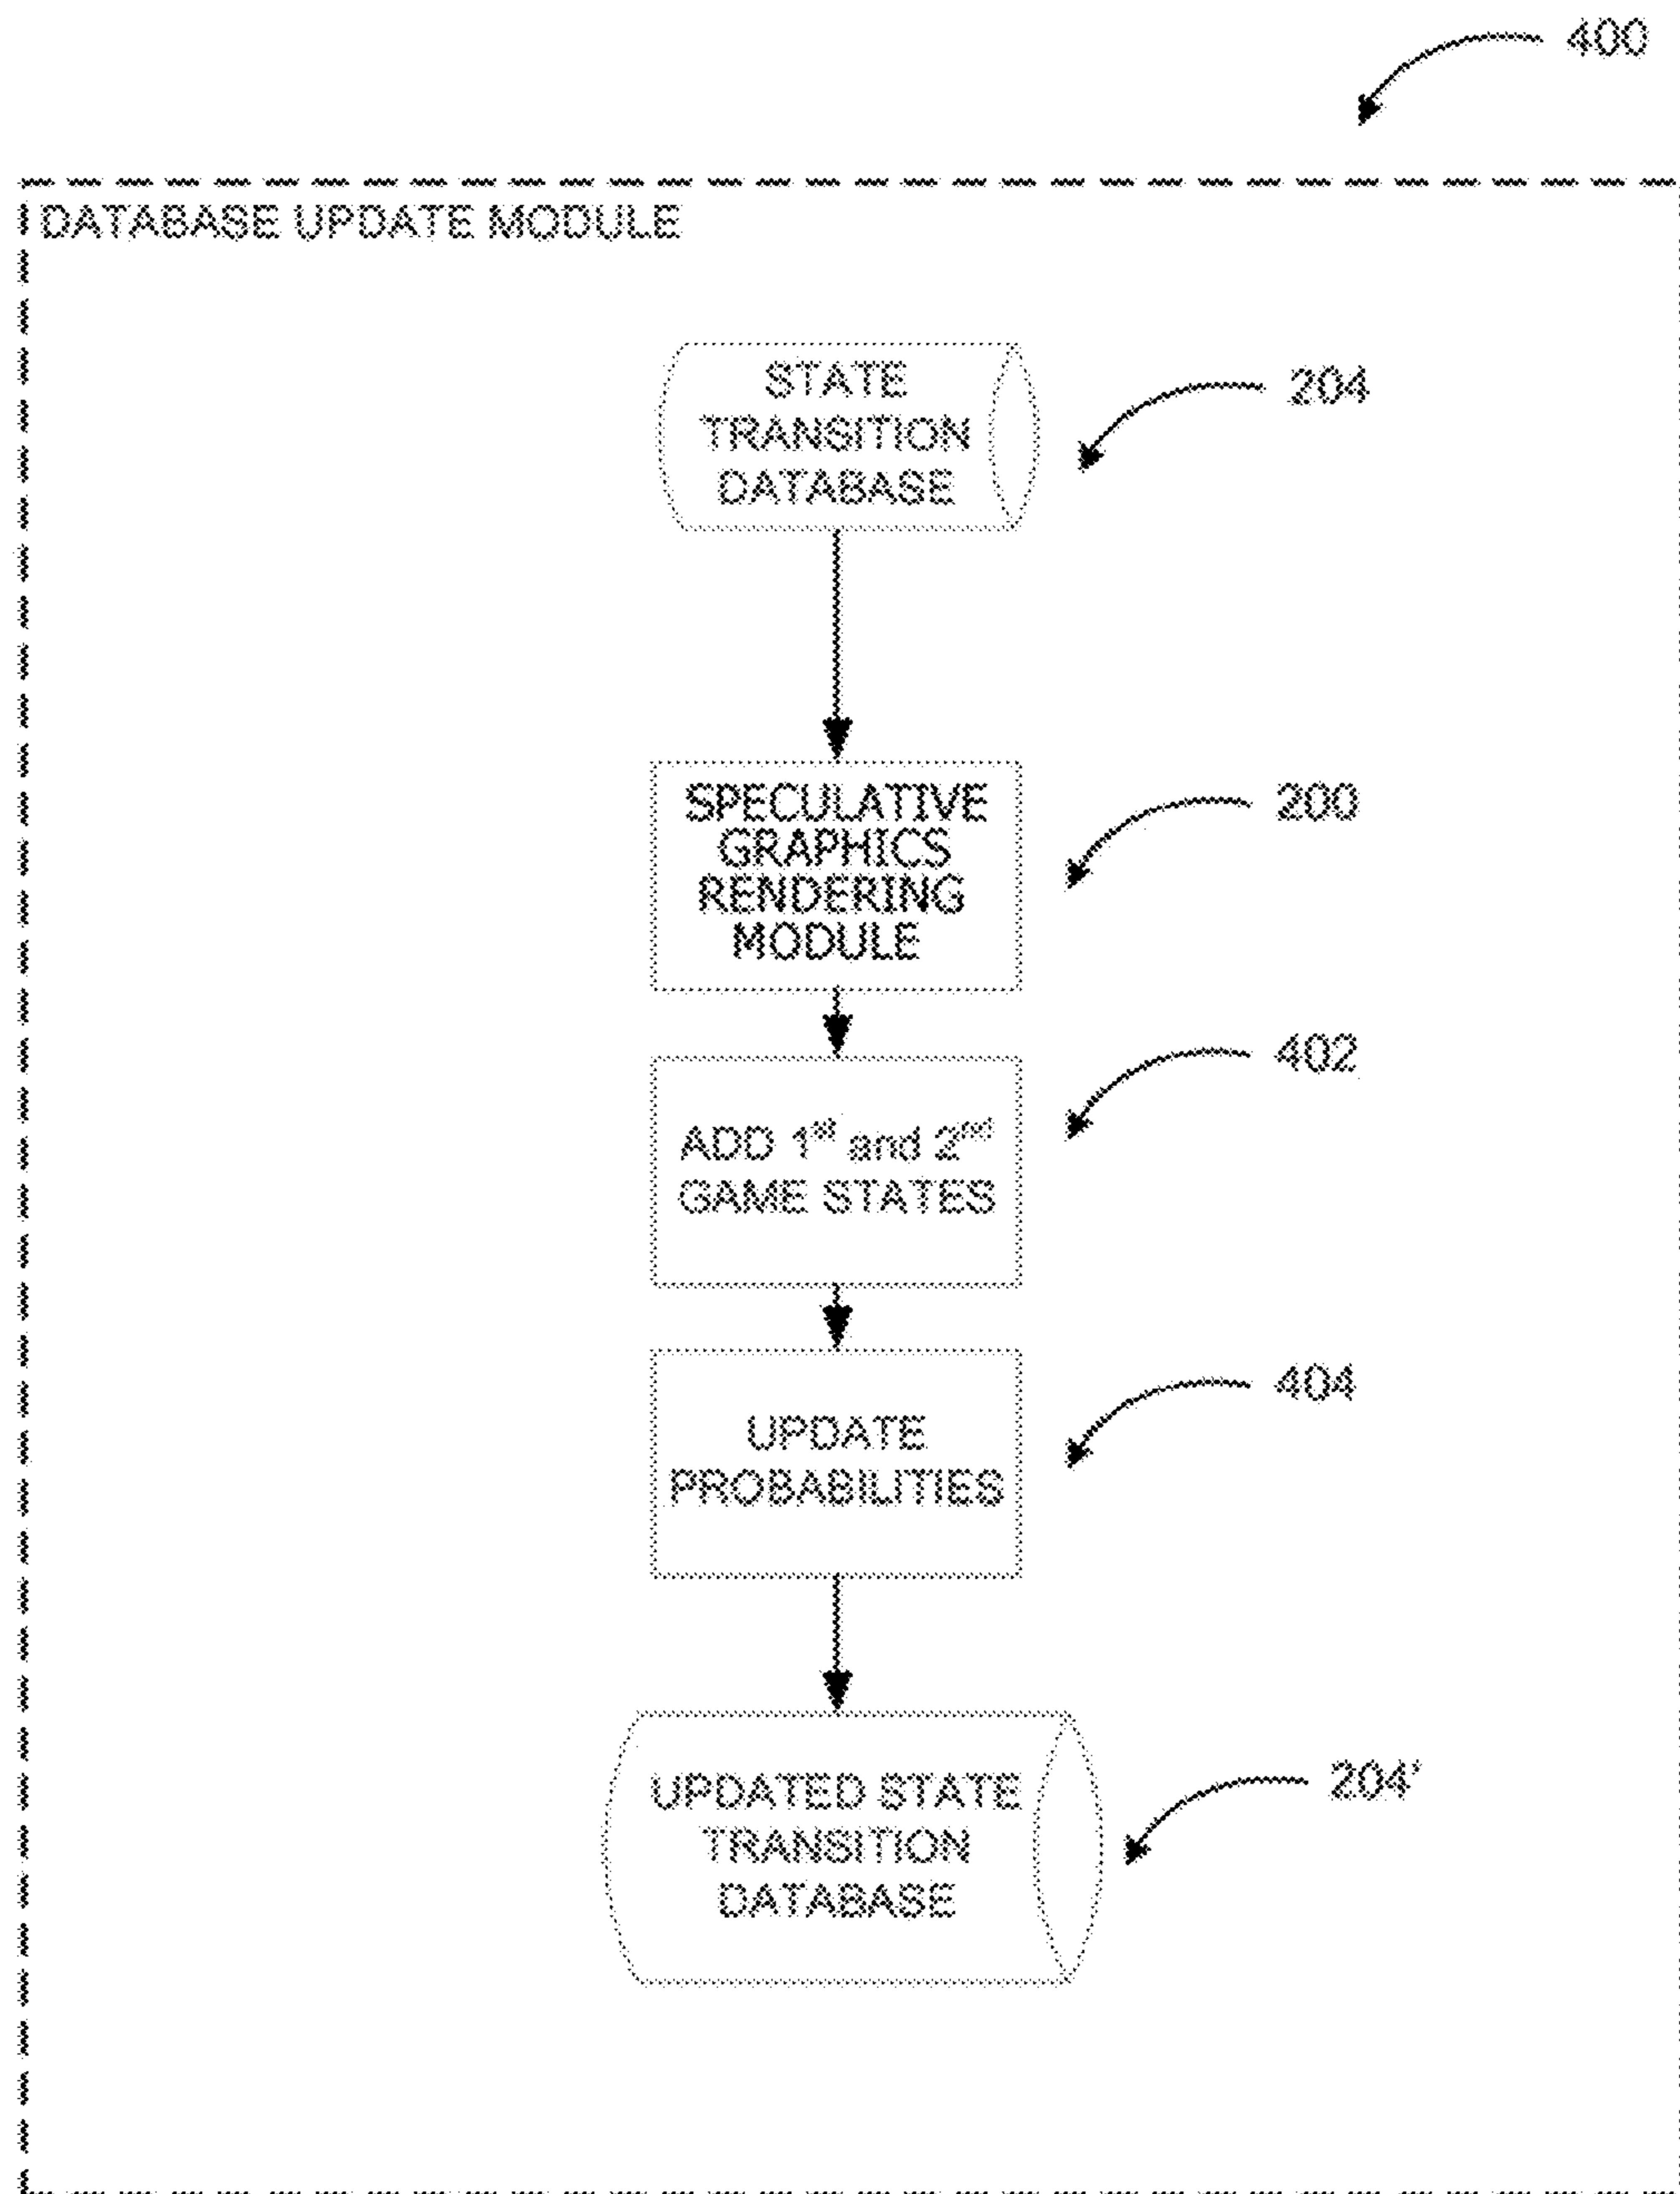 400
DATABASE UPDATE MODULE
STATE
TRANSITION
DATABASE
204
SPECULATIVE
GRAPHICS
RENDERING
MODULE
200
ADD 1st and 2nd
GAME STATES
402
UPDATE
PROBABILITIES
404
UPDATED STATE
TRANSITION
DATABASE
204'